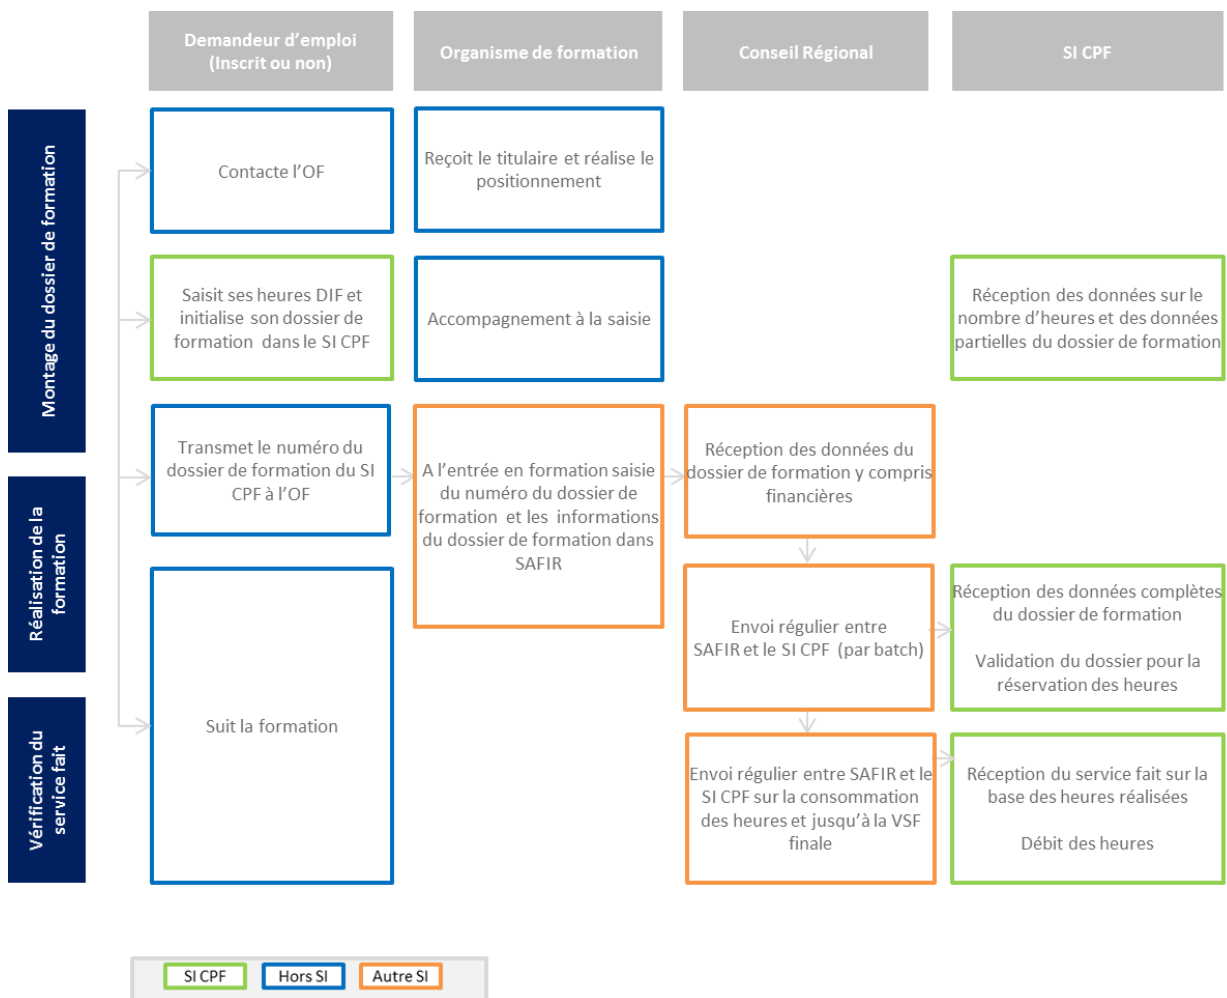 Demandeur d’emploi
(Inscrit ou non)
Organisme de formation
Conseil Régional
SI CPF
Montage du dossier de formation
Contacte l’OF
Reçoit le titulaire et réalise le
positionnement
Saisit ses heures DIF et
initialise son dossier de
formation dans le SI CPF
Accompagnement à la saisie
Réception des données sur le
nombre d’heures et des données
partielles du dossier de formation
Transmet le numéro du
dossier de formation du SI
CPF à l’OF
A l’entrée en formation saisie
du numéro du dossier de
formation et les informations
du dossier de formation dans
SAFIR
Réception des données du
dossier de formation y compris
financières
Réalisation de la
formation
Suit la formation
Envoi régulier entre
SAFIR et le SI CPF (par batch)
Réception des données complètes
du dossier de formation
Validation du dossier pour la
réservation des heures
Vérification du
service fait
Envoi régulier entre SAFIR et le
SI CPF sur la consommation
des heures et jusqu’à la VSF
finale
Réception du service fait sur la
base des heures réalisées
Débit des heures
SI CPF
Hors SI
Autre SI